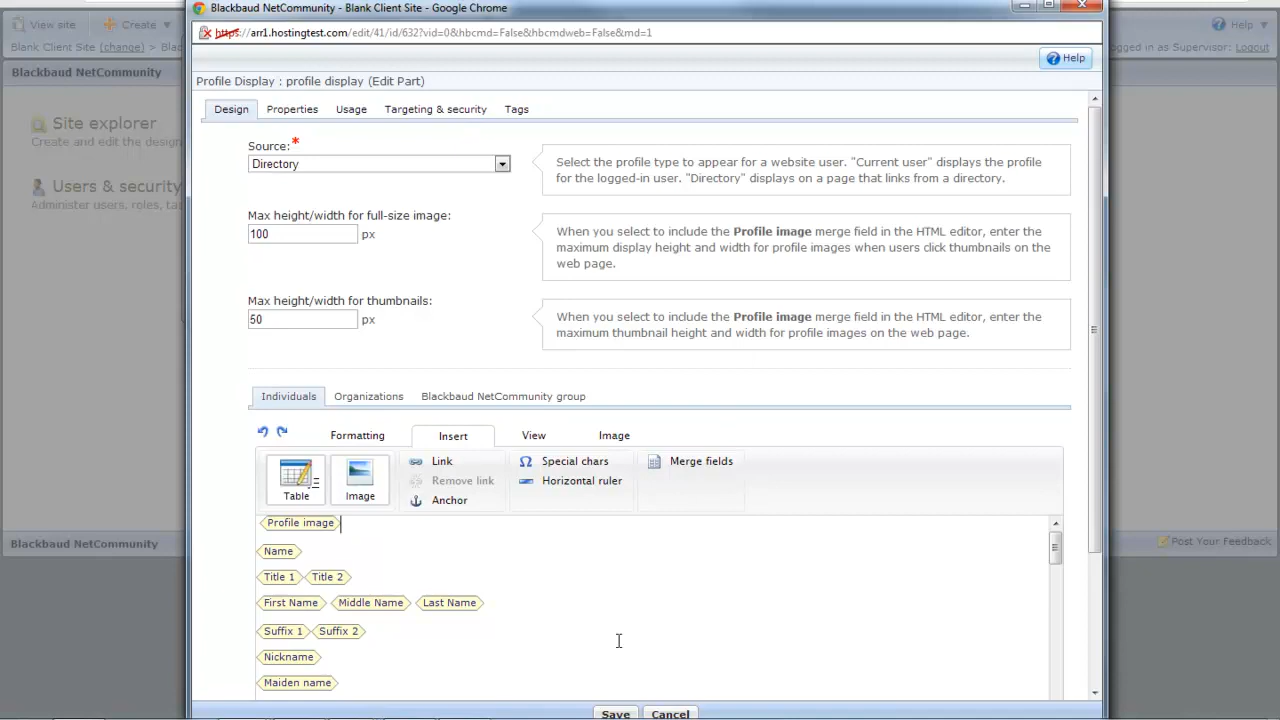 Blackbaud NetCommunity - Blank Client Site - Google Chrome
https://arr1.hostingtest.com/edit/41/id/632?vid=0&hbcmd=False&hbcmdweb=False&md=1
View site Create Help
Blank Client Site (change) > Bla
gged in as Supervisor: Logout
Blackbaud NetCommunity
Help
Profile Display : profile display (Edit Part)
Design Properties Usage Targeting & security Tags
Site explorer
Create and edit the design
Users & security
Administer users, roles, ta
Source:*
Directory
Select the profile type to appear for a website user. "Current user" displays the profile
for the logged-in user. "Directory" displays on a page that links from a directory.
Max height/width for full-size image:
100 px
When you select to include the Profile image merge field in the HTML editor, enter the
maximum display height and width for profile images when users click thumbnails on the
web page.
Max height/width for thumbnails:
50 px
When you select to include the Profile image merge field in the HTML editor, enter the
maximum thumbnail height and width for profile images on the web page.
Individuals Organizations Blackbaud NetCommunity group
Formatting Insert View Image
Table Image
Link Special chars Merge fields
Remove link Horizontal ruler
Anchor
Profile image
Name
Title 1 Title 2
First Name Middle Name Last Name
Suffix 1 Suffix 2
Nickname
Maiden name
Blackbaud NetCommunity
Post Your Feedback
Save Cancel